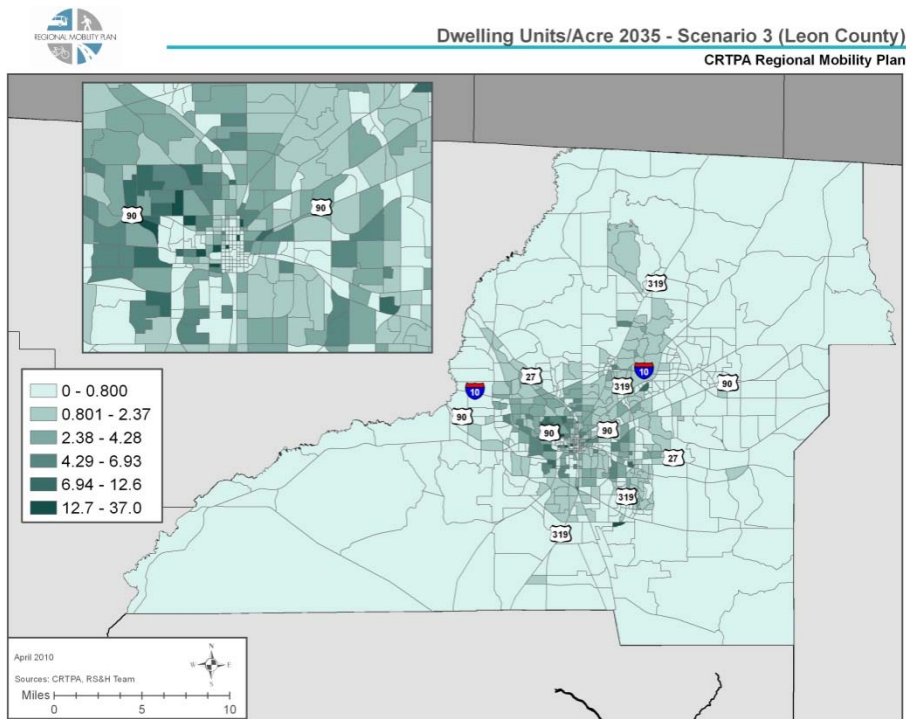 REGIONAL MOBILITY PLAN
Dwelling Units/Acre 2035 - Scenario 3 (Leon County)
CRTPA Regional Mobility Plan
90
90
319
10
319
27
10
90
90
90
90
27
319
319
0 - 0.800
0.801 - 2.37
2.38 - 4.28
4.29 - 6.93
6.94 - 12.6
12.7 - 37.0
April 2010
N
W
E
S
Sources: CRTPA, RS&H Team
Miles
0
5
10